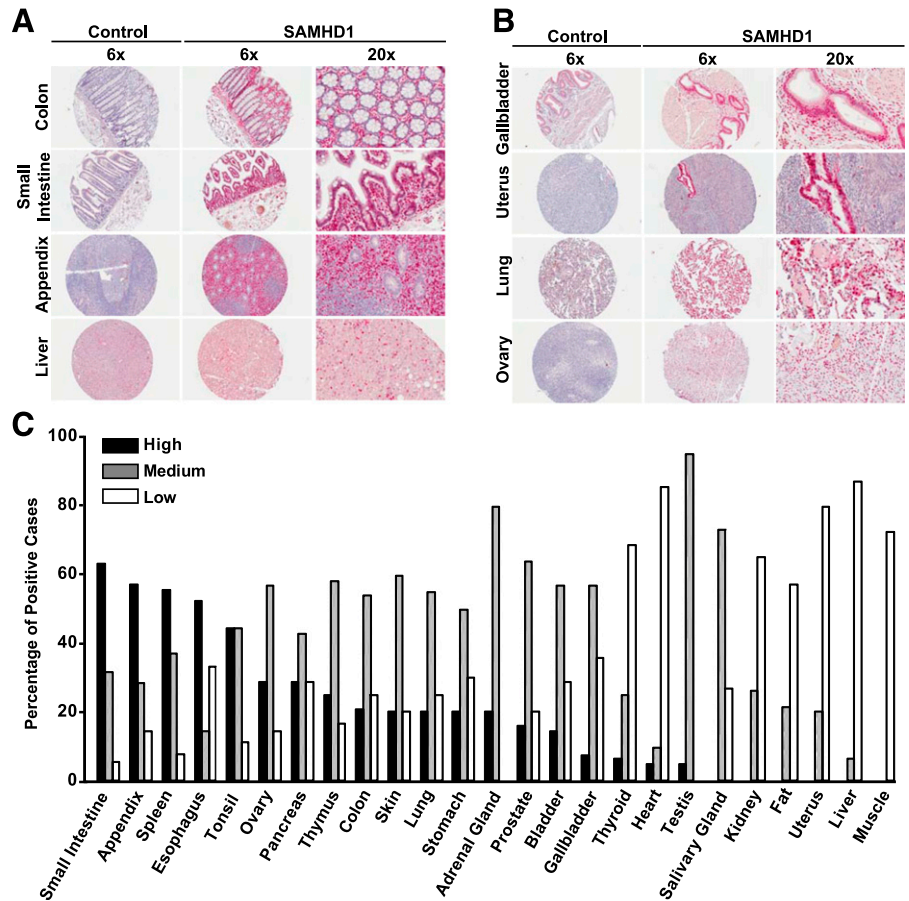 A
Control
SAMHD1
6x
6x
20x
Colon
Small
Intestine
Appendix
Liver
B
Control
SAMHD1
6x
6x
20x
Gallbladder
Uterus
Lung
Ovary
C
High
Medium
Low
Percentage of Positive Cases
100
80
60
40
20
0
Small Intestine
Appendix
Spleen
Esophagus
Tonsil
Ovary
Pancreas
Thymus
Colon
Skin
Lung
Stomach
Adrenal Gland
Prostate
Bladder
Gallbladder
Thyroid
Heart
Testis
Salivary Gland
Kidney
Fat
Uterus
Liver
Muscle